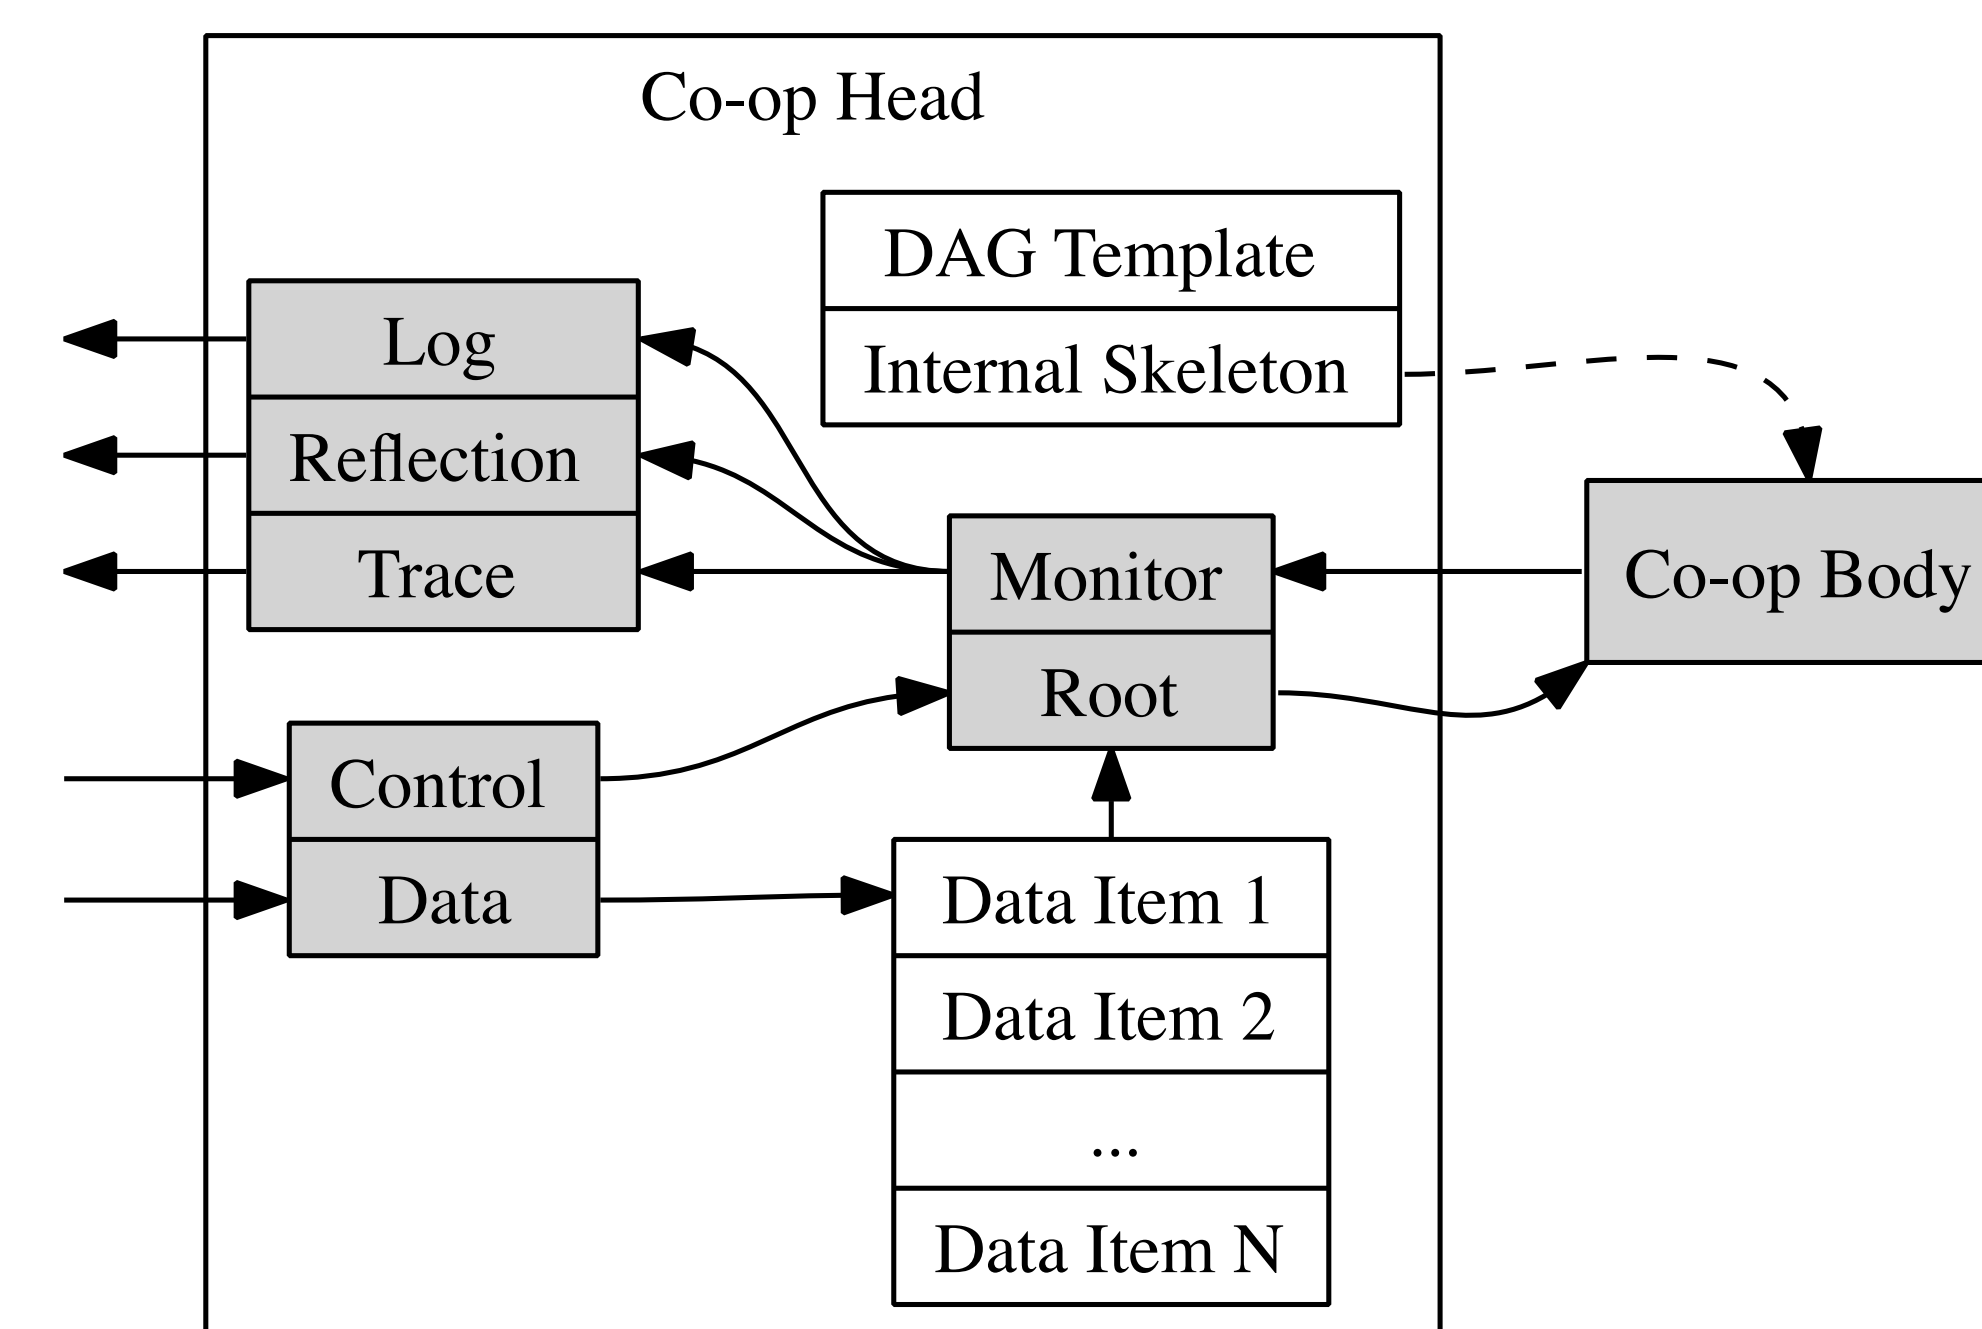 Co-op Head
DAG Template
Internal Skeleton
Log
Reflection
Trace
Monitor
Root
Co-op Body
Control
Data
Data Item 1
Data Item 2
...
Data Item N